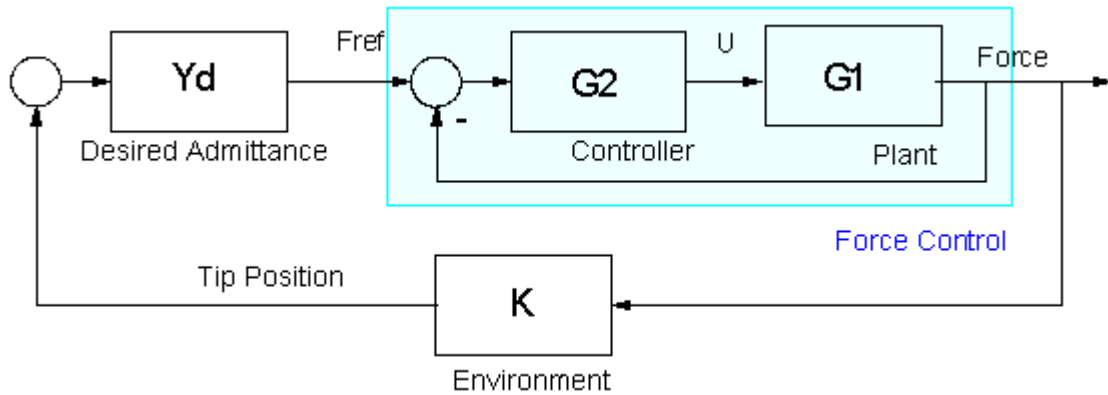 Fref
U
Force
Yd
G2
G1
-
Desired Admittance
Controller
Plant
Force Control
Tip Position
K
Environment